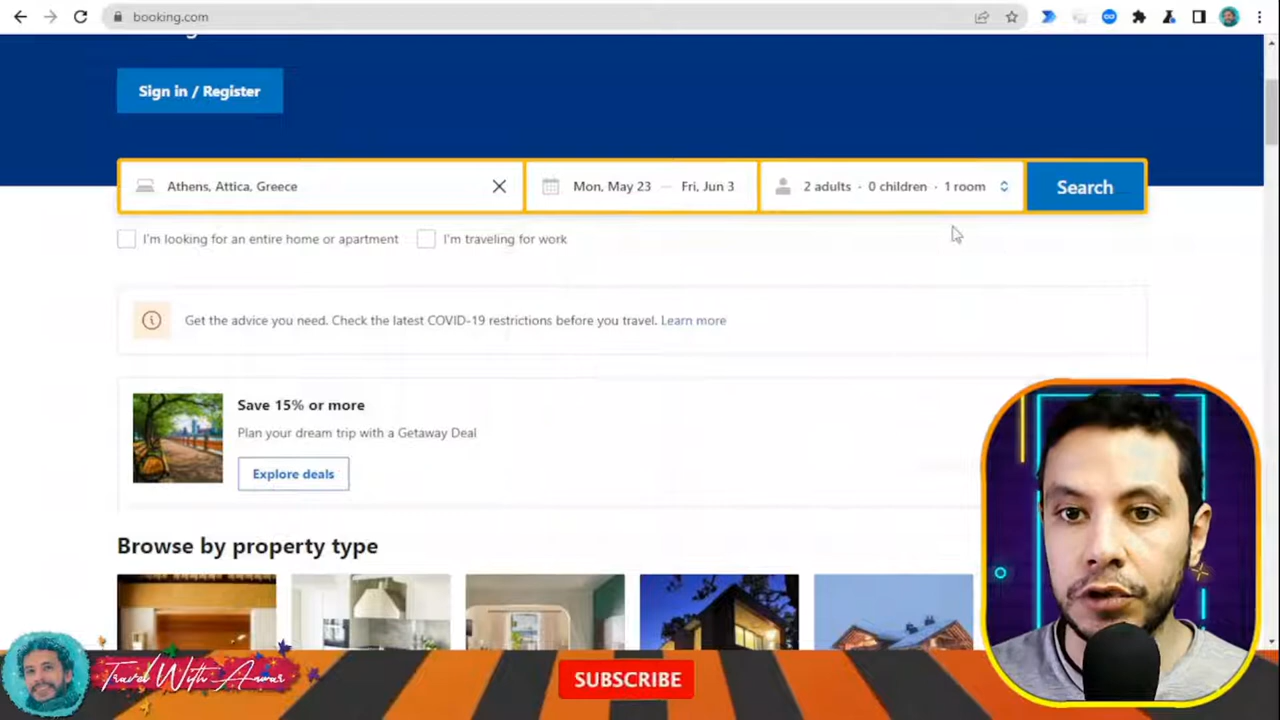 booking.com
Sign in / Register
Athens, Attica, Greece
Mon, May 23 — Fri, Jun 3
2 adults · 0 children · 1 room
Search
I'm looking for an entire home or apartment
I'm traveling for work
Get the advice you need. Check the latest COVID-19 restrictions before you travel. Learn more
Save 15% or more
Plan your dream trip with a Getaway Deal
Explore deals
Browse by property type
Travel With Anwar
SUBSCRIBE